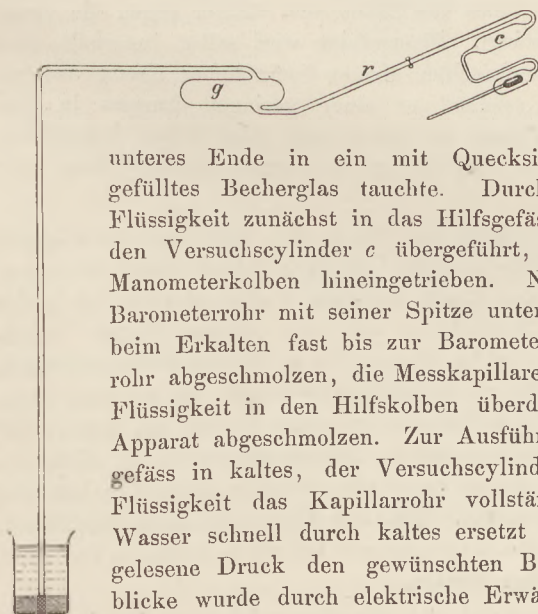 c
r
g
unteres Ende in ein mit Quecksi
gefülltes Becherglas tauchte. Durc
Flüssigkeit zunächst in das Hilfsgefäs
den Versuchscylinder c übergeführt,
Manometerkolben hineingetrieben. N
Barometerrohr mit seiner Spitze unter
beim Erkalten fast bis zur Baromete
rohr abgeschmolzen, die Messkapillare
Flüssigkeit in den Hilfskolben überd
Apparat abgeschmolzen. Zur Ausführ
gefäss in kaltes, der Versuchscylind
Flüssigkeit das Kapillarrohr vollstä
Wasser schnell durch kaltes ersetzt
gelesene Druck den gewünschten B
blicke wurde durch elektrische Erwä